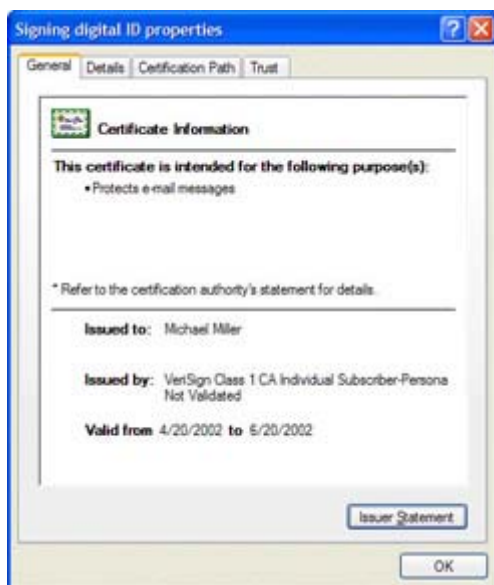 Signing digital ID properties
General Details Certification Path Trust
Certificate Information
This certificate is intended for the following purpose(s):
•Protects e-mail messages
* Refer to the certification authority's statement for details.
Issued to: Michael Miller
Issued by: VeriSign Class 1 CA Individual Subscriber-Persona
Not Validated
Valid from 4/20/2002 to 6/20/2002
Issuer Statement
OK